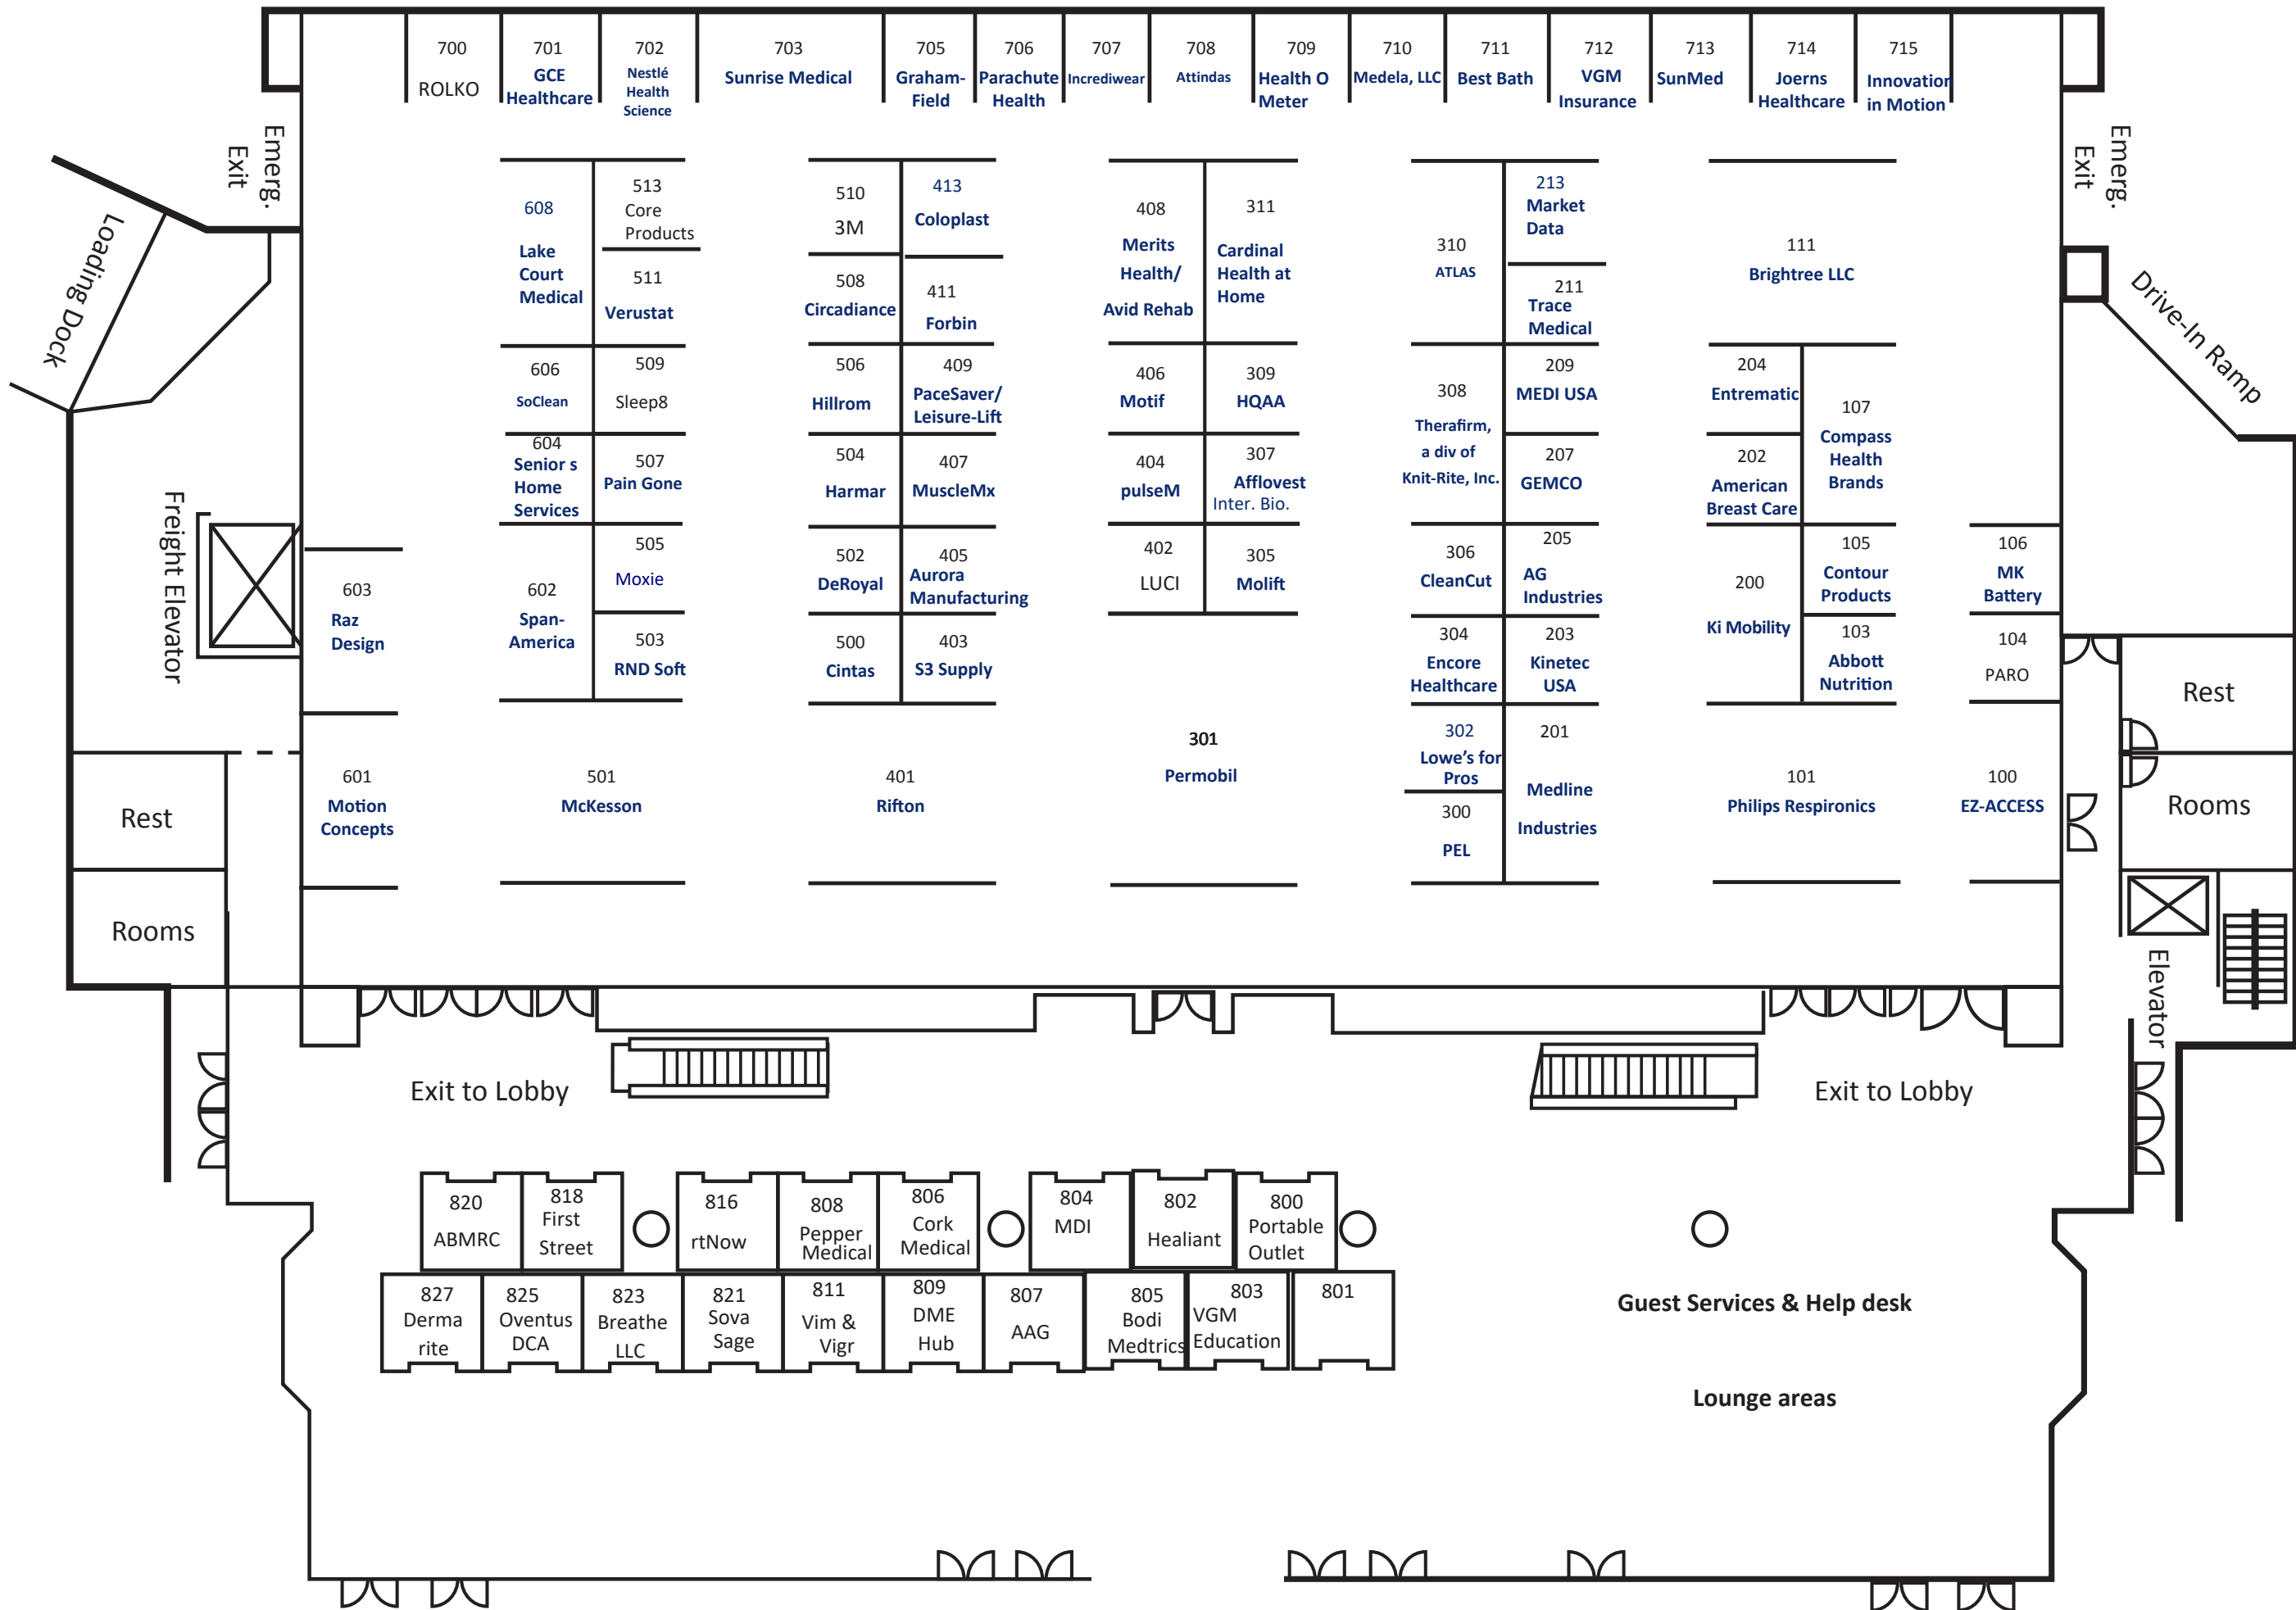 700
ROLKO
701
GCE
Healthcare
702
Nestlé
Health
Science
703
Sunrise Medical
705
Graham-
Field
706
Parachute
Health
707
Incrediwear
708
Attindas
709
Health O
Meter
710
Medela, LLC
711
Best Bath
712
VGM
Insurance
713
SunMed
714
Joerns
Healthcare
715
Innovation
in Motion
Emerg.
Exit
Emerg.
Exit
Loading Dock
Drive-In Ramp
Freight Elevator
608
Lake
Court
Medical
513
Core
Products
511
Verustat
606
SoClean
509
Sleep8
604
Senior s
Home
Services
507
Pain Gone
602
Span-
America
505
Moxie
503
RND Soft
603
Raz
Design
601
Motion
Concepts
501
McKesson
510
3M
413
Coloplast
508
Circadiance
411
Forbin
506
Hillrom
409
PaceSaver/
Leisure-Lift
504
Harmar
407
MuscleMx
502
DeRoyal
405
Aurora
Manufacturing
500
Cintas
403
S3 Supply
401
Rifton
408
Merits
Health/
Avid Rehab
311
Cardinal
Health at
Home
406
Motif
309
HQAA
404
pulseM
307
Afflovest
Inter. Bio.
402
LUCI
305
Molift
301
Permobil
310
ATLAS
213
Market
Data
211
Trace
Medical
308
Therafirm,
a div of
Knit-Rite, Inc.
209
MEDI USA
207
GEMCO
306
CleanCut
205
AG
Industries
304
Encore
Healthcare
203
Kinetec
USA
302
Lowe's for
Pros
300
PEL
201
Medline
Industries
111
Brightree LLC
204
Entrematic
107
Compass
Health
Brands
202
American
Breast Care
200
Ki Mobility
105
Contour
Products
103
Abbott
Nutrition
101
Philips Respironics
106
MK
Battery
104
PARO
100
EZ-ACCESS
Rest
Rooms
Rest
Rooms
Elevator
Exit to Lobby
Exit to Lobby
820
ABMRC
818
First
Street
816
rtNow
808
Pepper
Medical
806
Cork
Medical
804
MDI
802
Healiant
800
Portable
Outlet
827
Derma
rite
825
Oventus
DCA
823
Breathe
LLC
821
Sova
Sage
811
Vim &
Vigr
809
DME
Hub
807
AAG
805
Bodi
Medtrics
803
VGM
Education
801
Guest Services & Help desk
Lounge areas